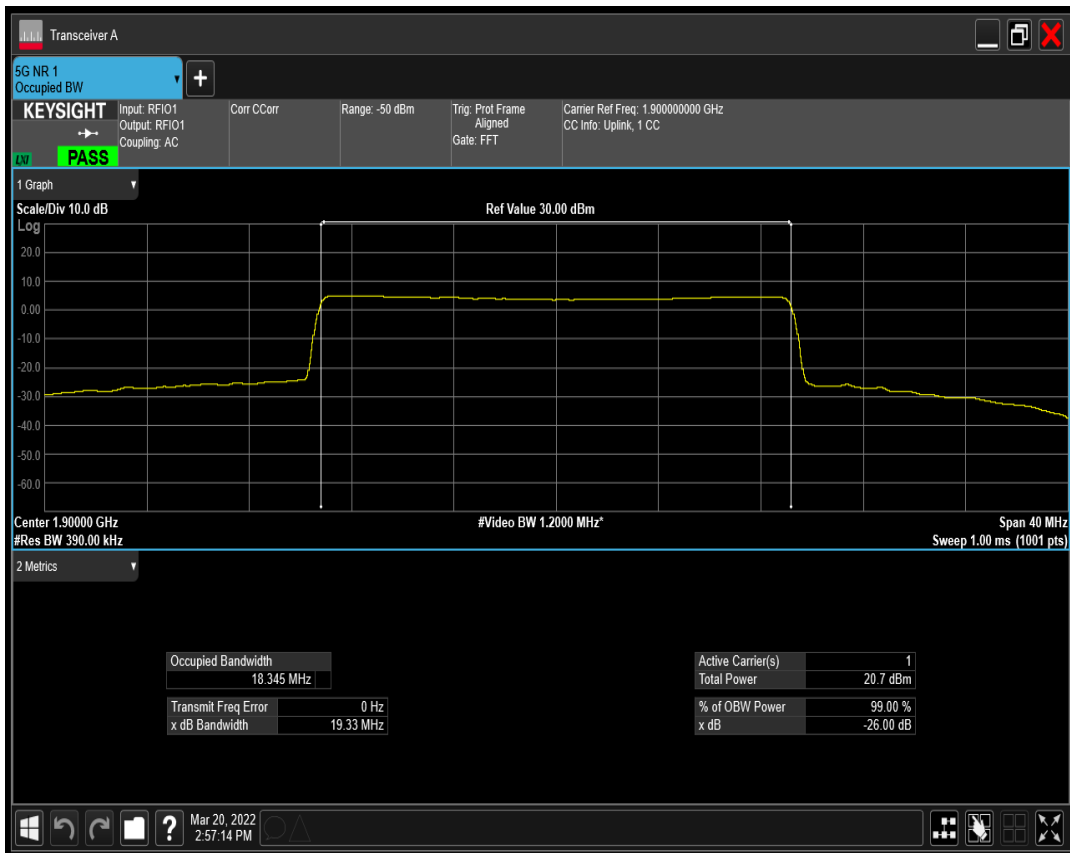 Transceiver A
5G NR 1
Occupied BW
KEYSIGHT
LXI
PASS
Input: RFIO1
Output: RFIO1
Coupling: AC
Corr CCorr
Range: -50 dBm
Trig: Prot Frame
Aligned
Gate: FFT
Carrier Ref Freq: 1.900000000 GHz
CC Info: Uplink, 1 CC
1 Graph
Scale/Div 10.0 dB
Ref Value 30.00 dBm
Log
20.0
10.0
0.00
-10.0
-20.0
-30.0
-40.0
-50.0
-60.0
Center 1.90000 GHz
#Video BW 1.2000 MHz*
Span 40 MHz
#Res BW 390.00 kHz
Sweep 1.00 ms (1001 pts)
2 Metrics
Occupied Bandwidth
18.345 MHz
Transmit Freq Error 0 Hz
x dB Bandwidth 19.33 MHz
Active Carrier(s) 1
Total Power 20.7 dBm
% of OBW Power 99.00 %
x dB -26.00 dB
?
Mar 20, 2022
2:57:14 PM